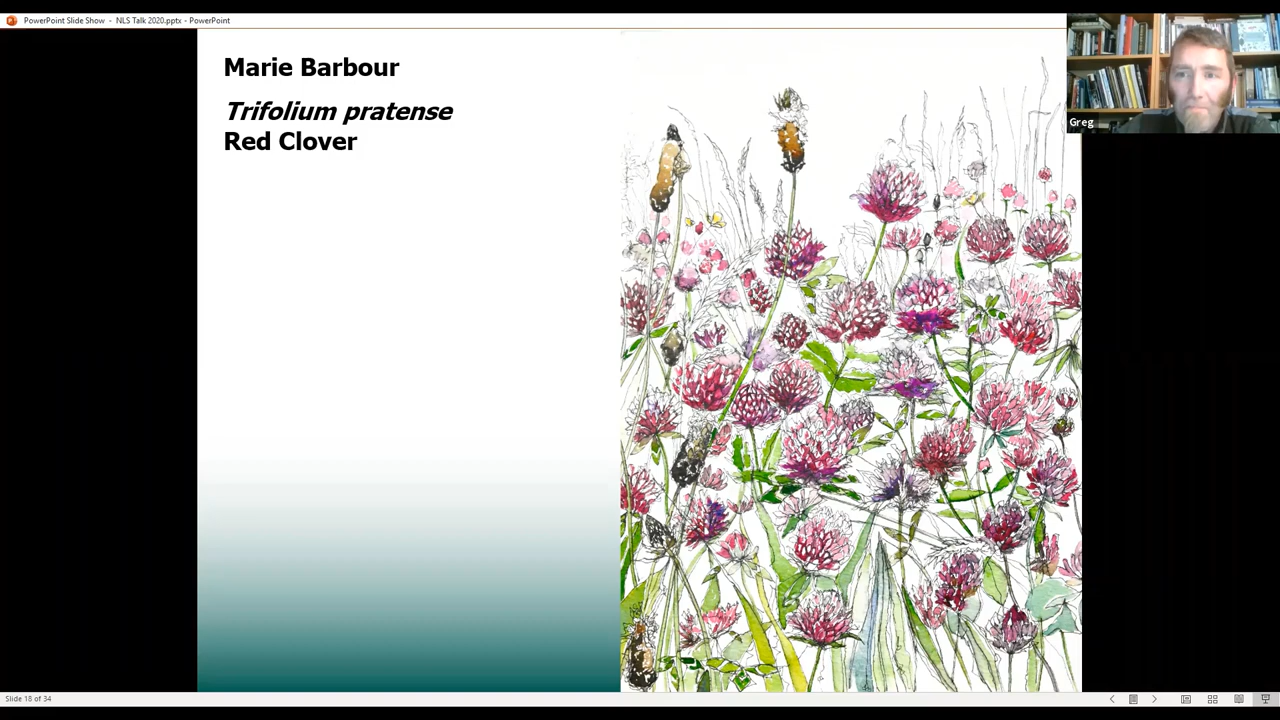 PowerPoint Slide Show - NLS Talk 2020.pptx - PowerPoint
Marie Barbour
Trifolium pratense
Red Clover
Greg
Slide 18 of 34